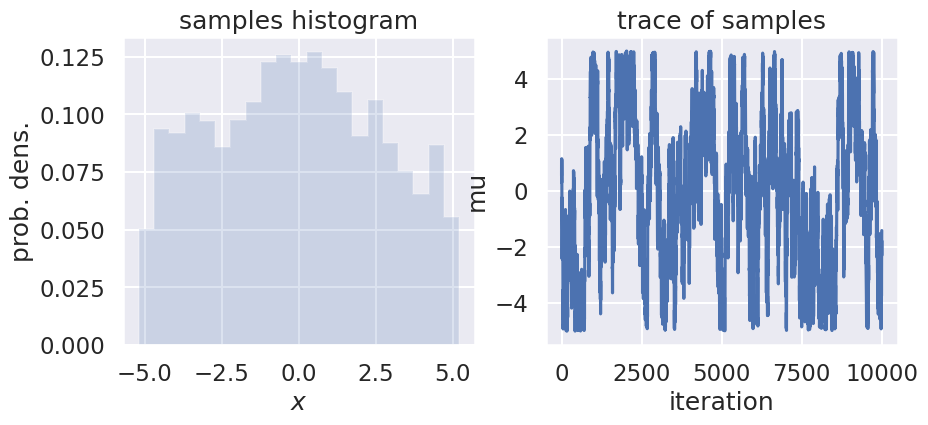 samples histogram
prob. dens.
0.125
0.100
0.075
0.050
0.025
0.000
−5.0 −2.5 0.0 2.5 5.0
x
trace of samples
mu
4
2
0
−2
−4
0 2500 5000 7500 10000
iteration